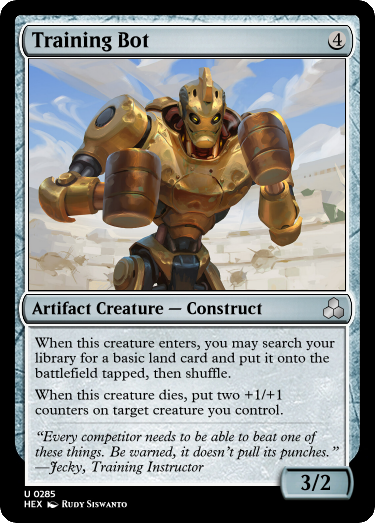 Training Bot 4
Artifact Creature — Construct
When this creature enters, you may search your
library for a basic land card and put it onto the
battlefield tapped, then shuffle.
When this creature dies, put two +1/+1
counters on target creature you control.
“Every competitor needs to be able to beat one of
these things. Be warned, it doesn’t pull its punches.”
—Jecky, Training Instructor
3/2
U 0285
HEX Rudy Siswanto